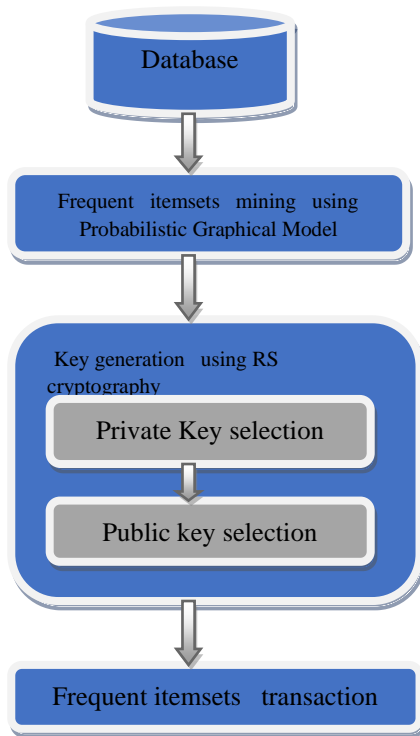 Database
Frequent itemsets mining using
Probabilistic Graphical Model
Key generation using RS
cryptography
Private Key selection
Public key selection
Frequent itemsets transaction